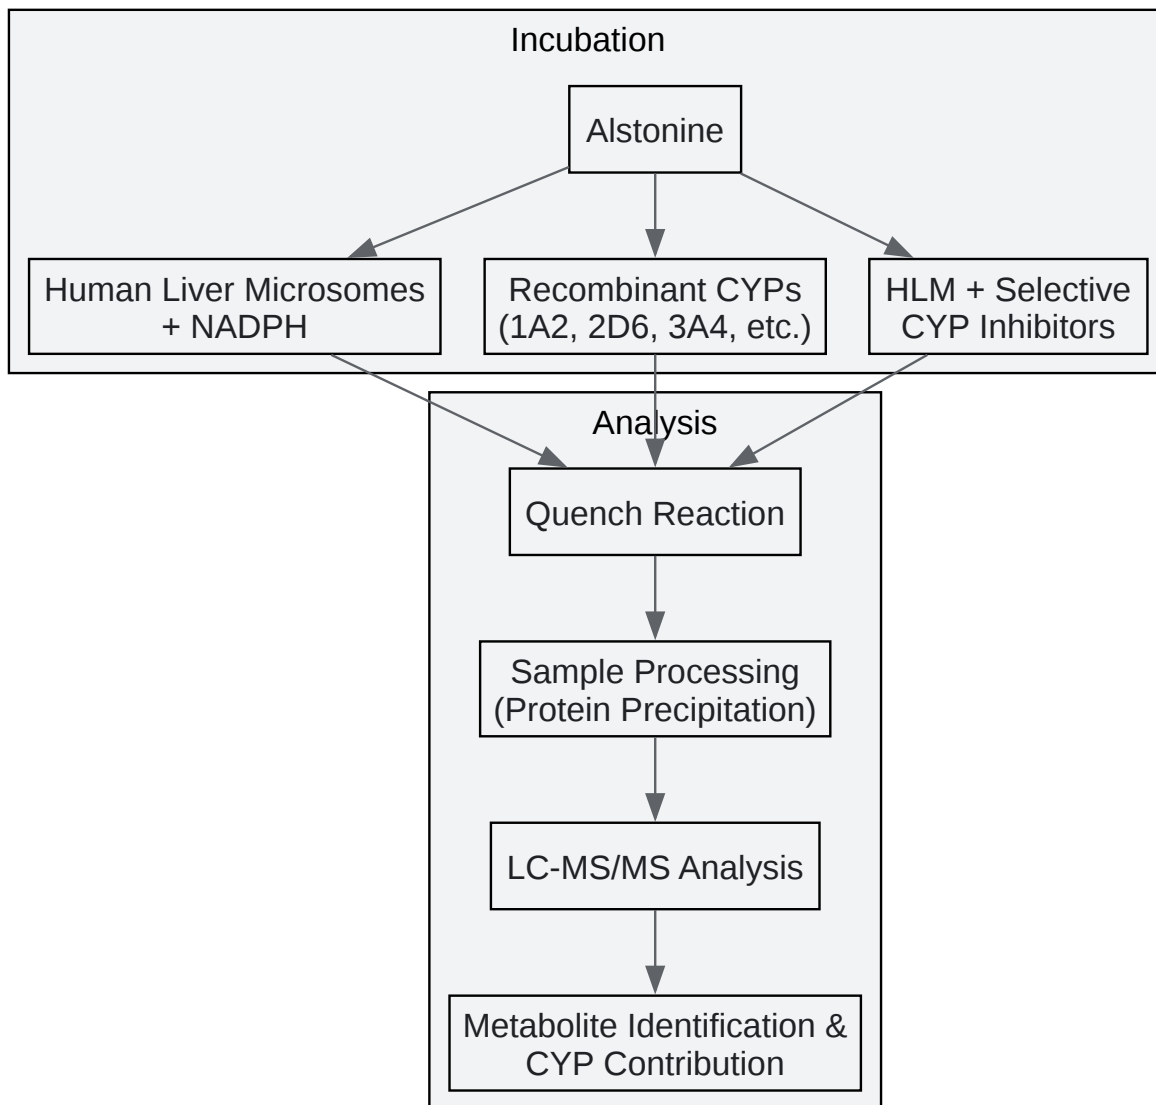 Incubation
Alstonine
Human Liver Microsomes
+ NADPH
Recombinant CYPs
(1A2, 2D6, 3A4, etc.)
HLM + Selective
CYP Inhibitors
Analysis
Quench Reaction
Sample Processing
(Protein Precipitation)
LC-MS/MS Analysis
Metabolite Identification &
CYP Contribution